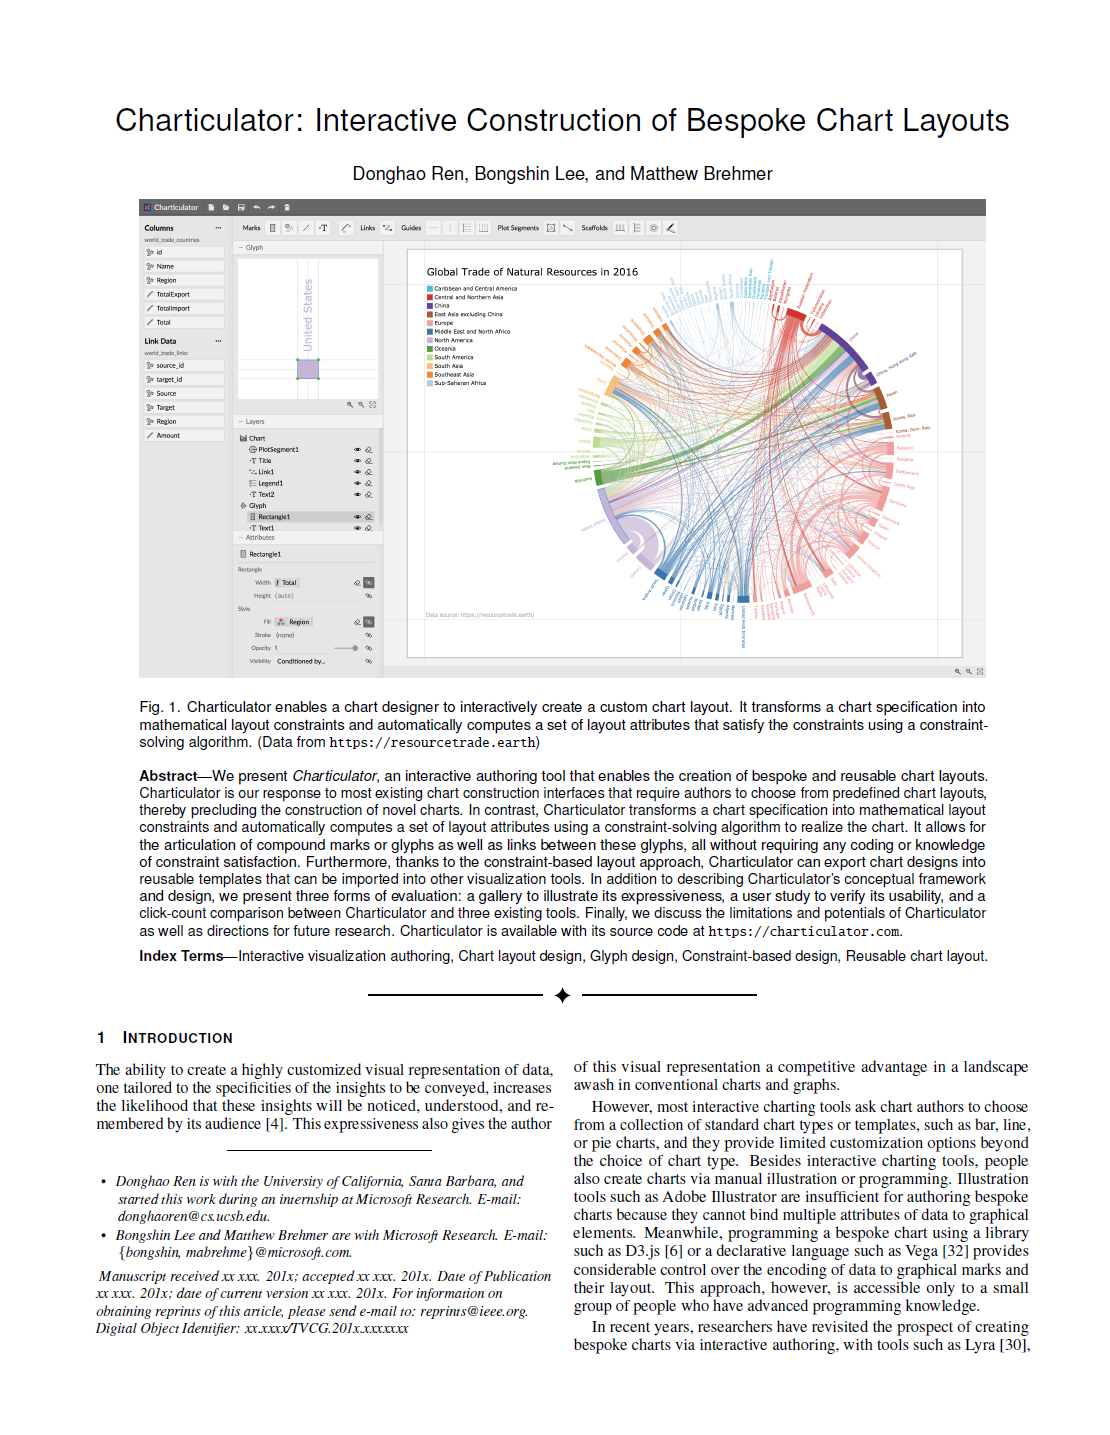 Charticulator: Interactive Construction of Bespoke Chart Layouts
Donghao Ren, Bongshin Lee, and Matthew Brehmer
Charticulator
Columns
world_trade_countries
id
Name
Region
TotalExport
TotalImport
Total
Link Data
world_trade_links
source_id
target_id
Source
Target
Region
Amount
Marks
Links
Guides
Plot Segments
Scaffolds
Glyph
United States
Layers
Chart
PlotSegment1
Title
Link1
Legend1
Text2
Glyph
Rectangle1
Text1
Attributes
Rectangle1
Rectangle
Width f Total
Height (auto)
Style
Fill Region
Stroke (none)
Opacity 1
Visibility Conditioned by...
Global Trade of Natural Resources in 2016
Caribbean and Central America
Central and Northern Asia
China
East Asia excluding China
Europe
Middle East and North Africa
North America
Oceania
South America
South Asia
Southeast Asia
Sub-Saharan Africa
China
China, Hong Kong SAR
Japan
Korea, Rep.
Germany
Australia
Data source: https://resourcetrade.earth/
Fig. 1. Charticulator enables a chart designer to interactively create a custom chart layout. It transforms a chart specification into
mathematical layout constraints and automatically computes a set of layout attributes that satisfy the constraints using a constraint-
solving algorithm. (Data from https://resourcetrade.earth)
Abstract—We present Charticulator, an interactive authoring tool that enables the creation of bespoke and reusable chart layouts.
Charticulator is our response to most existing chart construction interfaces that require authors to choose from predefined chart layouts,
thereby precluding the construction of novel charts. In contrast, Charticulator transforms a chart specification into mathematical layout
constraints and automatically computes a set of layout attributes using a constraint-solving algorithm to realize the chart. It allows for
the articulation of compound marks or glyphs as well as links between these glyphs, all without requiring any coding or knowledge
of constraint satisfaction. Furthermore, thanks to the constraint-based layout approach, Charticulator can export chart designs into
reusable templates that can be imported into other visualization tools. In addition to describing Charticulator's conceptual framework
and design, we present three forms of evaluation: a gallery to illustrate its expressiveness, a user study to verify its usability, and a
click-count comparison between Charticulator and three existing tools. Finally, we discuss the limitations and potentials of Charticulator
as well as directions for future research. Charticulator is available with its source code at https://charticulator.com.
Index Terms—Interactive visualization authoring, Chart layout design, Glyph design, Constraint-based design, Reusable chart layout.
1 INTRODUCTION
The ability to create a highly customized visual representation of data,
one tailored to the specificities of the insights to be conveyed, increases
the likelihood that these insights will be noticed, understood, and re-
membered by its audience [4]. This expressiveness also gives the author
• Donghao Ren is with the University of California, Santa Barbara, and
started this work during an internship at Microsoft Research. E-mail:
donghaoren@cs.ucsb.edu.
• Bongshin Lee and Matthew Brehmer are with Microsoft Research. E-mail:
{bongshin, mabrehme}@microsoft.com.
Manuscript received xx xxx. 201x; accepted xx xxx. 201x. Date of Publication
xx xxx. 201x; date of current version xx xxx. 201x. For information on
obtaining reprints of this article, please send e-mail to: reprints@ieee.org.
Digital Object Identifier: xx.xxxx/TVCG.201x.xxxxxxx
of this visual representation a competitive advantage in a landscape
awash in conventional charts and graphs.
However, most interactive charting tools ask chart authors to choose
from a collection of standard chart types or templates, such as bar, line,
or pie charts, and they provide limited customization options beyond
the choice of chart type. Besides interactive charting tools, people
also create charts via manual illustration or programming. Illustration
tools such as Adobe Illustrator are insufficient for authoring bespoke
charts because they cannot bind multiple attributes of data to graphical
elements. Meanwhile, programming a bespoke chart using a library
such as D3.js [6] or a declarative language such as Vega [32] provides
considerable control over the encoding of data to graphical marks and
their layout. This approach, however, is accessible only to a small
group of people who have advanced programming knowledge.
In recent years, researchers have revisited the prospect of creating
bespoke charts via interactive authoring, with tools such as Lyra [30],